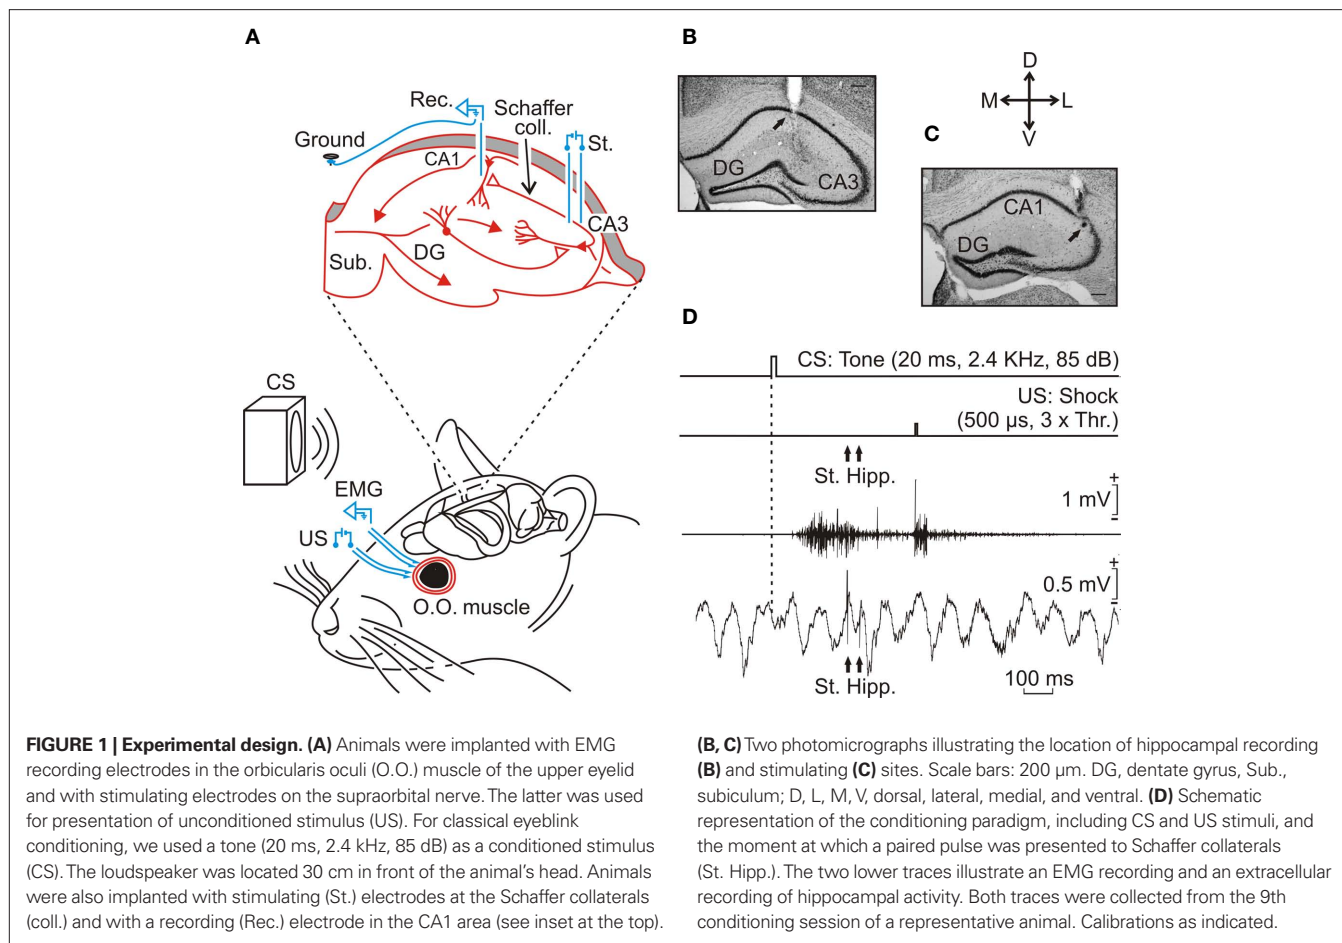 A
Rec.
Schaffer
coll.
Ground
St.
CA1
CA3
DG
Sub.
CS
EMG
US
O.O. muscle
B
DG
CA3
D
M
L
V
C
CA1
DG
D
CS: Tone (20 ms, 2.4 KHz, 85 dB)
US: Shock
(500 µs, 3 x Thr.)
St. Hipp.
+
1 mV
-
+
0.5 mV
-
St. Hipp.
100 ms
FIGURE 1 | Experimental design. (A) Animals were implanted with EMG
recording electrodes in the orbicularis oculi (O.O.) muscle of the upper eyelid
and with stimulating electrodes on the supraorbital nerve. The latter was used
for presentation of unconditioned stimulus (US). For classical eyeblink
conditioning, we used a tone (20 ms, 2.4 kHz, 85 dB) as a conditioned stimulus
(CS). The loudspeaker was located 30 cm in front of the animal's head. Animals
were also implanted with stimulating (St.) electrodes at the Schaffer collaterals
(coll.) and with a recording (Rec.) electrode in the CA1 area (see inset at the top).
(B, C) Two photomicrographs illustrating the location of hippocampal recording
(B) and stimulating (C) sites. Scale bars: 200 µm. DG, dentate gyrus, Sub.,
subiculum; D, L, M, V, dorsal, lateral, medial, and ventral. (D) Schematic
representation of the conditioning paradigm, including CS and US stimuli, and
the moment at which a paired pulse was presented to Schaffer collaterals
(St. Hipp.). The two lower traces illustrate an EMG recording and an extracellular
recording of hippocampal activity. Both traces were collected from the 9th
conditioning session of a representative animal. Calibrations as indicated.